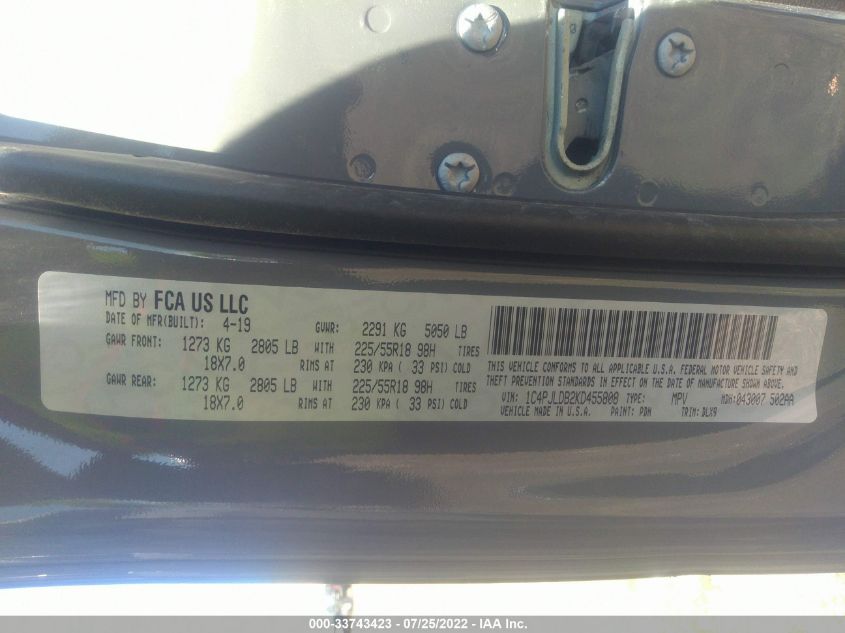 3
MFD BY FCA US LLC
DATE OF MFR(BUILT): 4-19 GVWR: 2291 KG 5050 LB
GAWR FRONT: 1273 KG 2805 LB WITH 225/55R18 98H TIRES
18X7.0 RIMS AT 230 KPA ( 33 PSI) COLD
GAWR REAR: 1273 KG 2805 LB WITH 225/55R18 98H TIRES
18X7.0 RIMS AT 230 KPA ( 33 PSI) COLD
THIS VEHICLE CONFORMS TO ALL APPLICABLE U.S.A. FEDERAL MOTOR VEHICLE SAFETY AND
THEFT PREVENTION STANDARDS IN EFFECT ON THE DATE OF MANUFACTURE SHOWN ABOVE.
VIN: 1C4PJLDB2KD455808 TYPE: MPV MDH:043007 502AA
VEHICLE MADE IN U.S.A. PAINT: PDN TRIM: DLX9
000-33743423 - 07/25/2022 - IAA Inc.